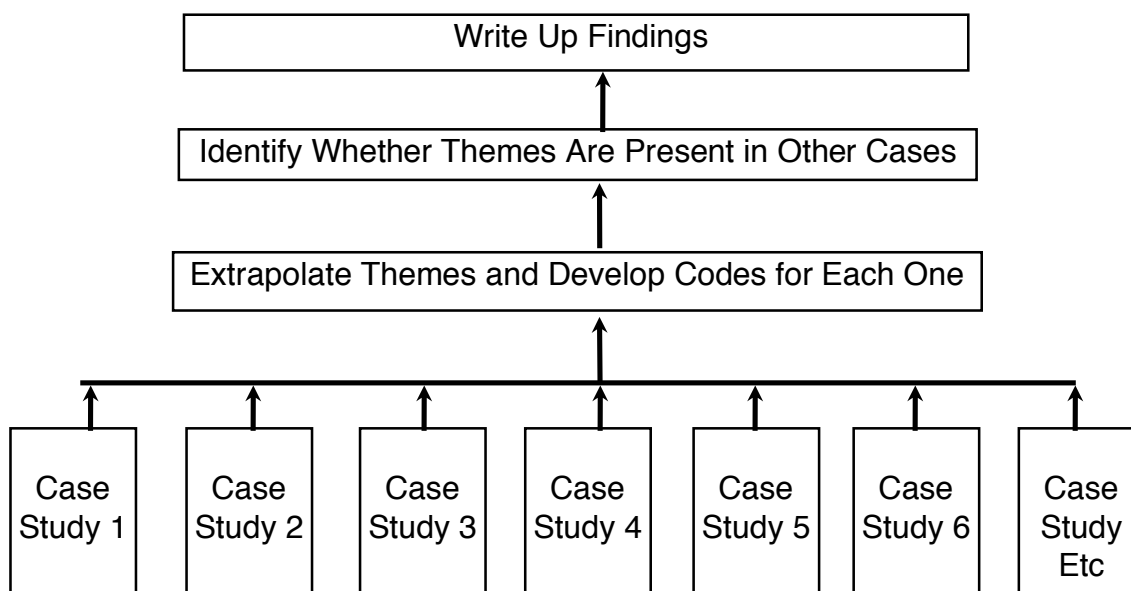 Write Up Findings
Identify Whether Themes Are Present in Other Cases
Extrapolate Themes and Develop Codes for Each One
Case
Study 1
Case
Study 2
Case
Study 3
Case
Study 4
Case
Study 5
Case
Study 6
Case
Study
Etc